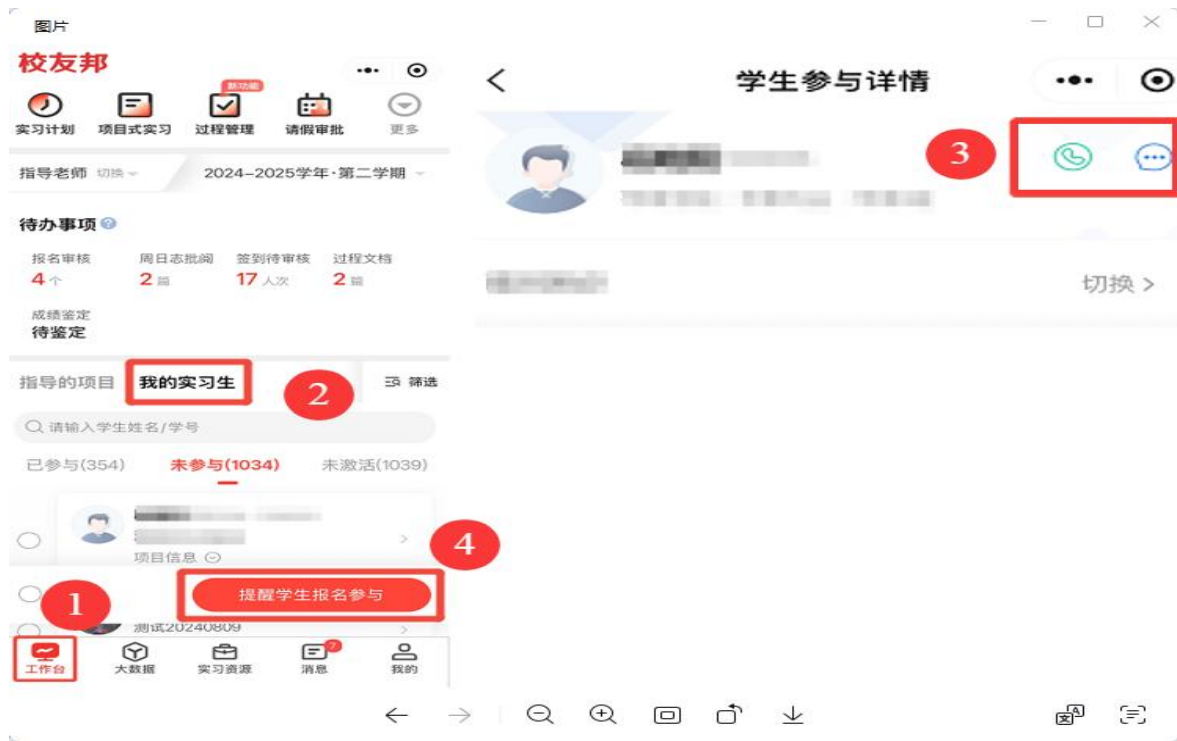 图片
校友邦
新功能
实习计划 项目式实习 过程管理 请假审批 更多
指导老师 切换 2024-2025学年·第二学期
待办事项
报名审核 周日志批阅 签到待审核 过程文档
4个 2篇 17人次 2篇
成绩鉴定
待鉴定
指导的项目 我的实习生 2 筛选
请输入学生姓名/学号
已参与(354) 未参与(1034) 未激活(1039)
项目信息
4
提醒学生报名参与
1
测试20240809
7
工作台 大数据 实习资源 消息 我的
学生参与详情
3
切换 >